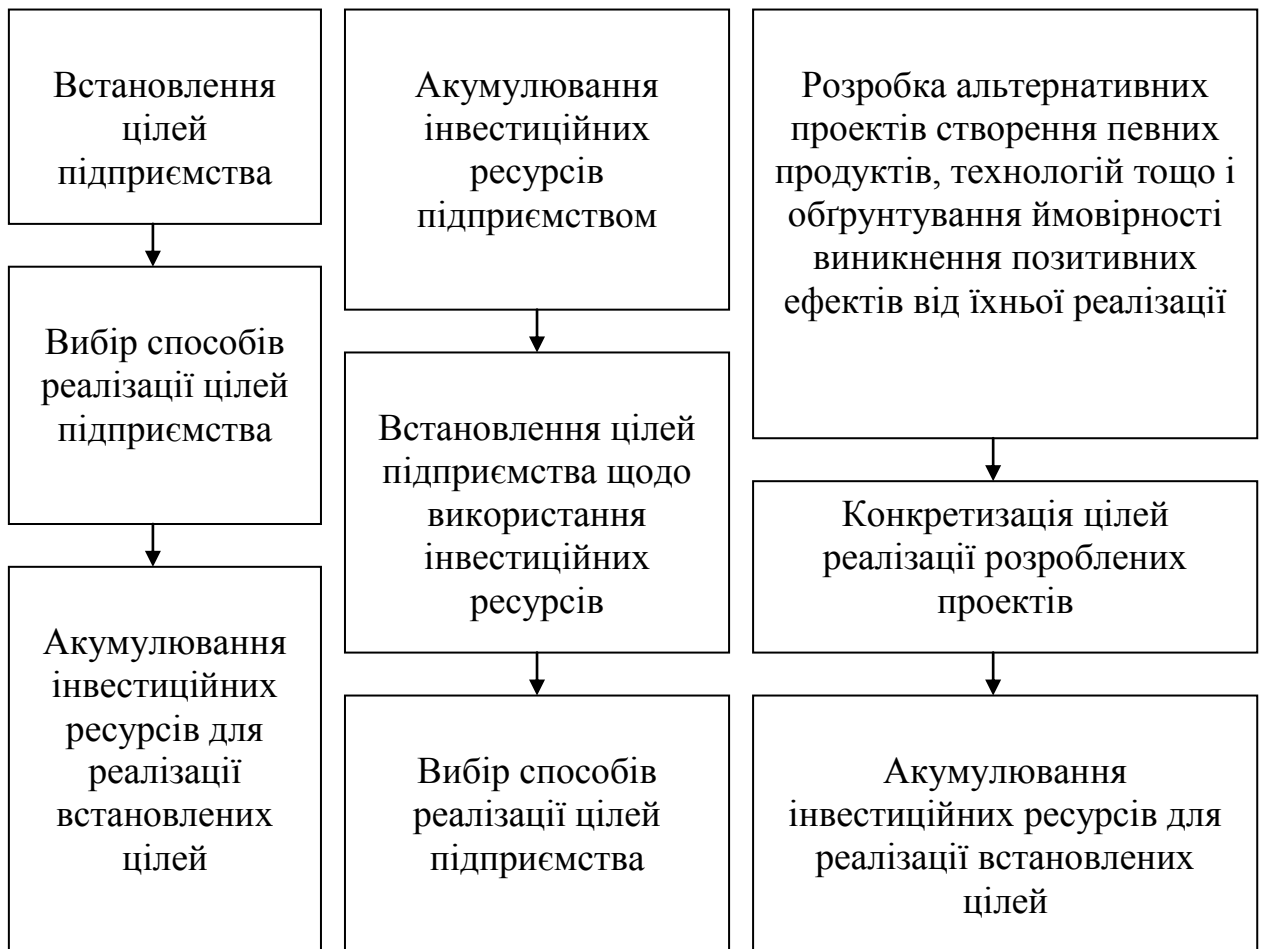 Встановлення
цілей
підприємства
Вибір способів
реалізації цілей
підприємства
Акумулювання
інвестиційних
ресурсів для
реалізації
встановлених
цілей
Акумулювання
інвестиційних
ресурсів
підприємством
Встановлення цілей
підприємства щодо
використання
інвестиційних
ресурсів
Вибір способів
реалізації цілей
підприємства
Розробка альтернативних
проектів створення певних
продуктів, технологій тощо і
обґрунтування ймовірності
виникнення позитивних
ефектів від їхньої реалізації
Конкретизація цілей
реалізації розроблених
проектів
Акумулювання
інвестиційних ресурсів для
реалізації встановлених
цілей